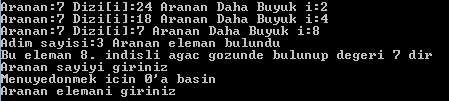 Aranan:7 Dizi[i]:24 Aranan Daha Buyuk i:2
Aranan:7 Dizi[i]:18 Aranan Daha Buyuk i:4
Aranan:7 Dizi[i]:7 Aranan Daha Buyuk i:8
Adim sayisi:3 Aranan eleman bulundu
Bu eleman 8. indisli agac gozunde bulunup degeri 7 dir
Aranan sayiyi giriniz
Menuyedonmek icin 0'a basin
Aranan elemani giriniz